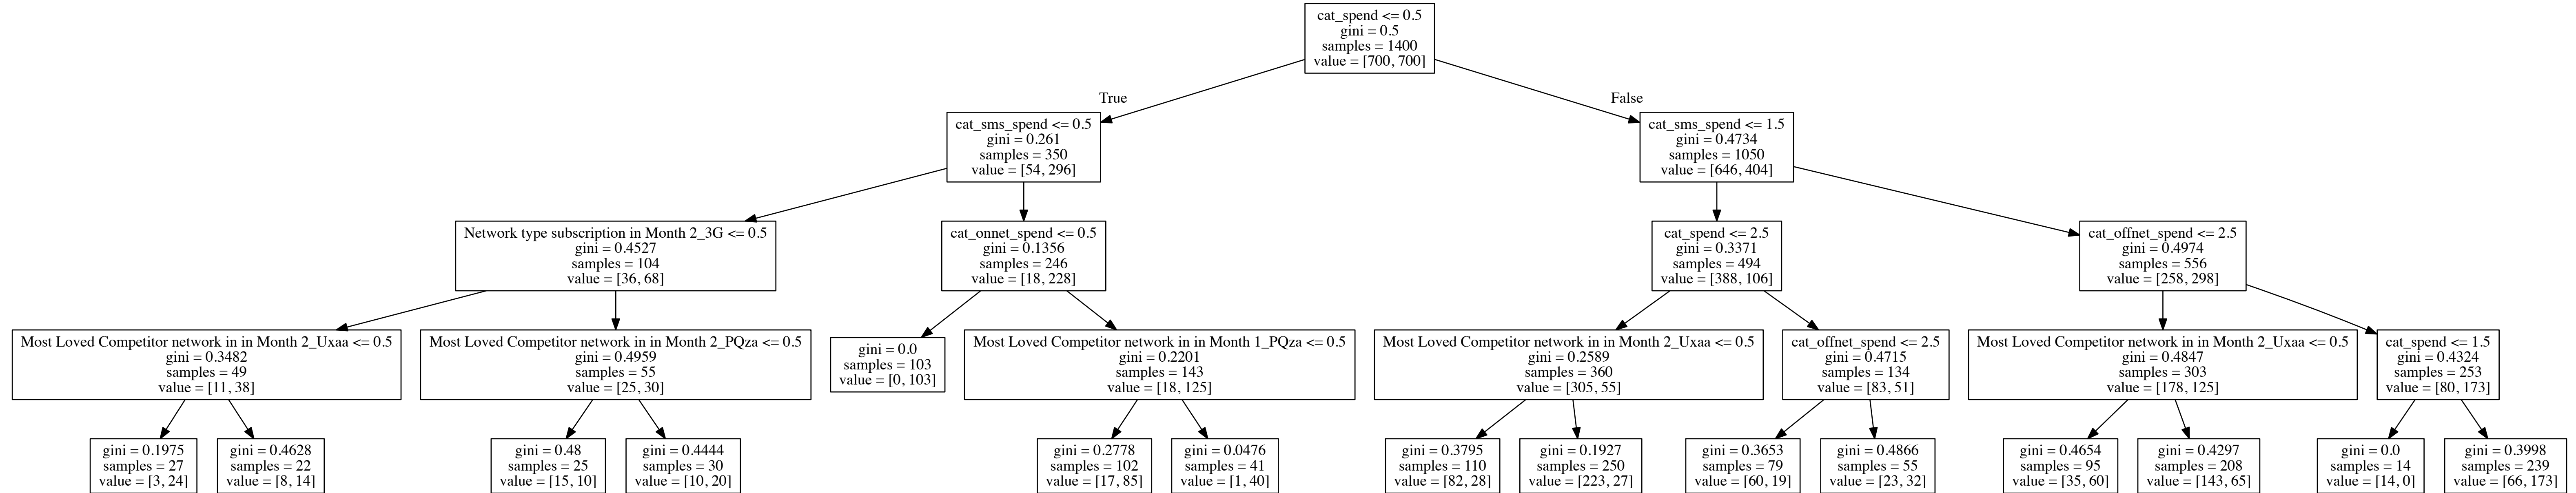 cat_spend <= 0.5
gini = 0.5
samples = 1400
value = [700, 700]
True
False
cat_sms_spend <= 0.5
gini = 0.261
samples = 350
value = [54, 296]
cat_sms_spend <= 1.5
gini = 0.4734
samples = 1050
value = [646, 404]
Network type subscription in Month 2_3G <= 0.5
gini = 0.4527
samples = 104
value = [36, 68]
cat_onnet_spend <= 0.5
gini = 0.1356
samples = 246
value = [18, 228]
cat_spend <= 2.5
gini = 0.3371
samples = 494
value = [388, 106]
cat_offnet_spend <= 2.5
gini = 0.4974
samples = 556
value = [258, 298]
Most Loved Competitor network in in Month 2_Uxaa <= 0.5
gini = 0.3482
samples = 49
value = [11, 38]
Most Loved Competitor network in in Month 2_PQza <= 0.5
gini = 0.4959
samples = 55
value = [25, 30]
gini = 0.0
samples = 103
value = [0, 103]
Most Loved Competitor network in in Month 1_PQza <= 0.5
gini = 0.2201
samples = 143
value = [18, 125]
Most Loved Competitor network in in Month 2_Uxaa <= 0.5
gini = 0.2589
samples = 360
value = [305, 55]
cat_offnet_spend <= 2.5
gini = 0.4715
samples = 134
value = [83, 51]
Most Loved Competitor network in in Month 2_Uxaa <= 0.5
gini = 0.4847
samples = 303
value = [178, 125]
cat_spend <= 1.5
gini = 0.4324
samples = 253
value = [80, 173]
gini = 0.1975
samples = 27
value = [3, 24]
gini = 0.4628
samples = 22
value = [8, 14]
gini = 0.48
samples = 25
value = [15, 10]
gini = 0.4444
samples = 30
value = [10, 20]
gini = 0.2778
samples = 102
value = [17, 85]
gini = 0.0476
samples = 41
value = [1, 40]
gini = 0.3795
samples = 110
value = [82, 28]
gini = 0.1927
samples = 250
value = [223, 27]
gini = 0.3653
samples = 79
value = [60, 19]
gini = 0.4866
samples = 55
value = [23, 32]
gini = 0.4654
samples = 95
value = [35, 60]
gini = 0.4297
samples = 208
value = [143, 65]
gini = 0.0
samples = 14
value = [14, 0]
gini = 0.3998
samples = 239
value = [66, 173]